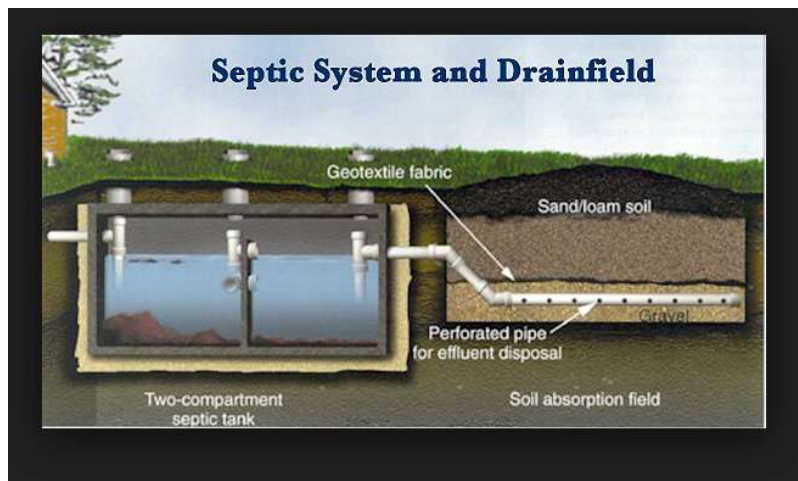 Septic System and Drainfield
Geotextile fabric
Sand/loam soil
Gravel
Perforated pipe
for effluent disposal
Two-compartment
septic tank
Soil absorption field